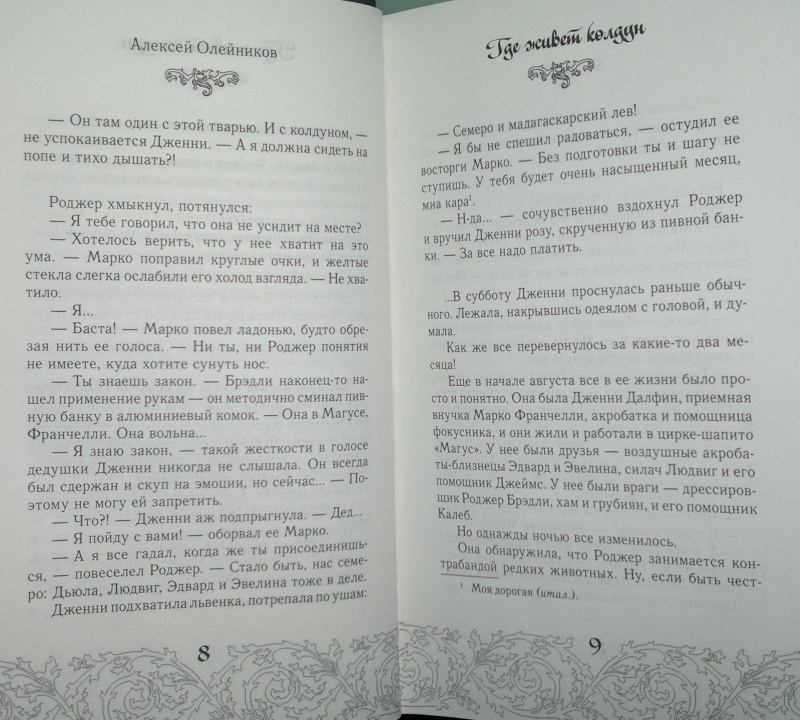 Алексей Олейников
— Он там один с этой тварью. И с колдуном, —
не успокаивается Дженни. — А я должна сидеть на
попе и тихо дышать?!
Роджер хмыкнул, потянулся:
— Я тебе говорил, что она не усидит на месте?
— Хотелось верить, что у нее хватит на это
ума. — Марко поправил круглые очки, и желтые
стекла слегка ослабили его холод взгляда. — Не хва-
тило.
— Я...
— Баста! — Марко повел ладонью, будто обре-
зая нить ее голоса. — Ни ты, ни Роджер понятия
не имеете, куда хотите сунуть нос.
— Ты знаешь закон. — Брэдли наконец-то на-
шел применение рукам — он методично сминал пив-
ную банку в алюминиевый комок. — Она в Магусе,
Франчелли. Она вольна...
— Я знаю закон, — такой жесткости в голосе
дедушки Дженни никогда не слышала. Он всегда
был сдержан и скуп на эмоции, но сейчас... — По-
этому не могу ей запретить.
— Что?! — Дженни аж подпрыгнула. — Дед...
— Я пойду с вами! — оборвал ее Марко.
— А я все гадал, когда же ты присоединишь-
ся, — повеселел Роджер. — Стало быть, нас семе-
ро: Дьюла, Людвиг, Эдвард и Эвелина тоже в деле.
Дженни подхватила львенка, потрепала по ушам:
8
Где живет колдун
— Семеро и мадагаскарский лев!
— Я бы не спешил радоваться, — остудил ее
восторги Марко. — Без подготовки ты и шагу не
ступишь. У тебя будет очень насыщенный месяц,
миа кара¹.
— Н-да... — сочувственно вздохнул Роджер
и вручил Дженни розу, скрученную из пивной бан-
ки. — За все надо платить.
...В субботу Дженни проснулась раньше обыч-
ного. Лежала, накрывшись одеялом с головой, и ду-
мала.
Как же все перевернулось за какие-то два ме-
сяца!
Еще в начале августа все в ее жизни было про-
сто и понятно. Она была Дженни Далфин, приемная
внучка Марко Франчелли, акробатка и помощница
фокусника, и они жили и работали в цирке-шапито
«Магус». У нее были друзья — воздушные акроба-
ты-близнецы Эдвард и Эвелина, силач Людвиг и его
помощник Джеймс. У нее были враги — дрессиров-
щик Роджер Брэдли, хам и грубиян, и его помощник
Калеб.
Но однажды ночью все изменилось.
Она обнаружила, что Роджер занимается кон-
трабандой редких животных. Ну, если быть чест-
¹ Моя дорогая (итал.).
9